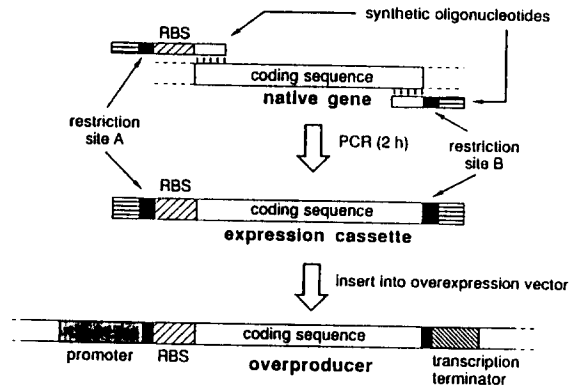 synthetic oligonucleotides
RBS
coding sequence
native gene
restriction
site A
PCR (2 h)
restriction
site B
RBS
coding sequence
expression cassette
insert into overexpression vector
coding sequence
promoter
RBS
overproducer
transcription
terminator